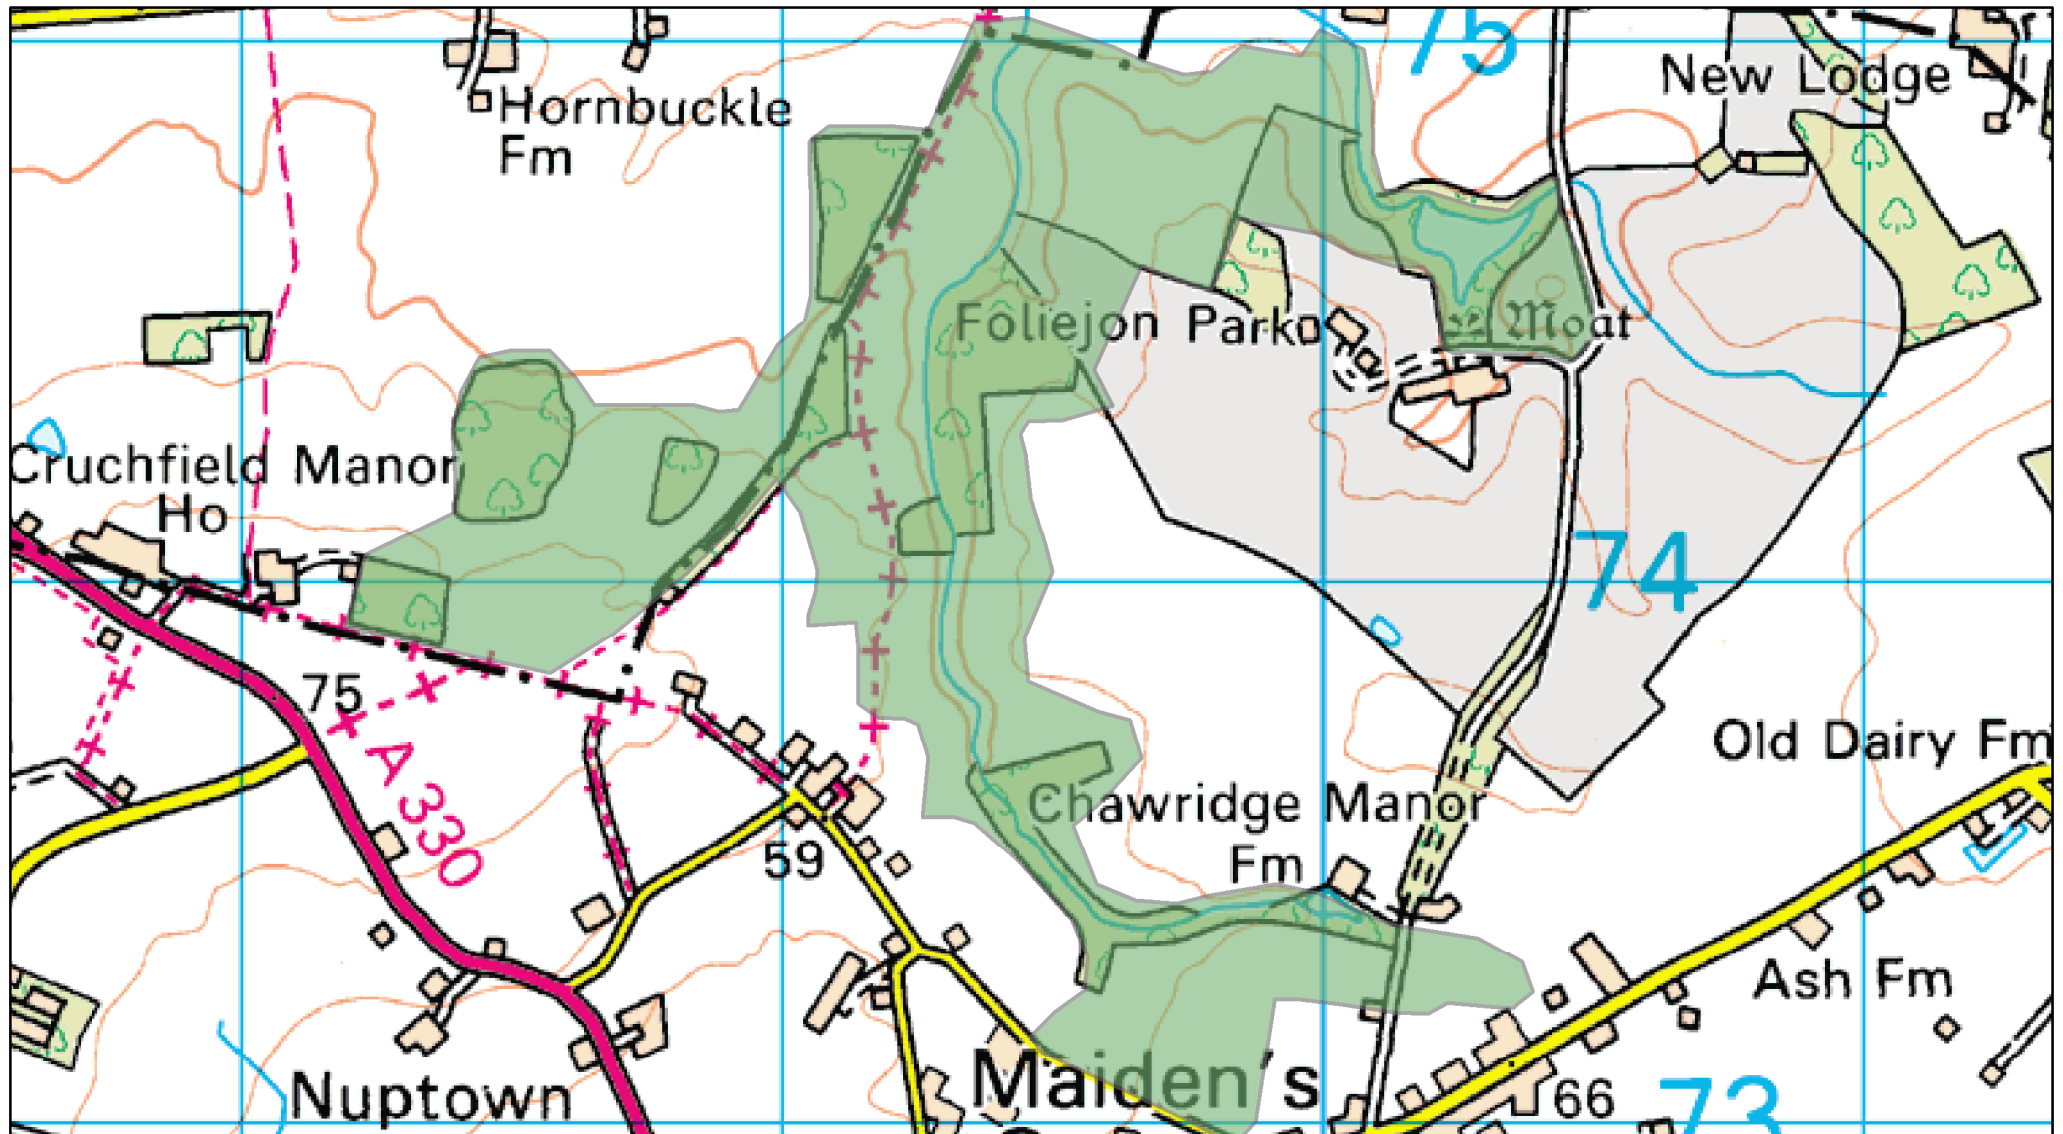 75
New Lodge
Hornbuckle
Fm
Foliejon Park
Moat
Cruchfield Manor
Ho
74
75
A 330
Old Dairy Fm
Chawridge Manor
Fm
59
Ash Fm
Maiden's
Nuptown
66
73